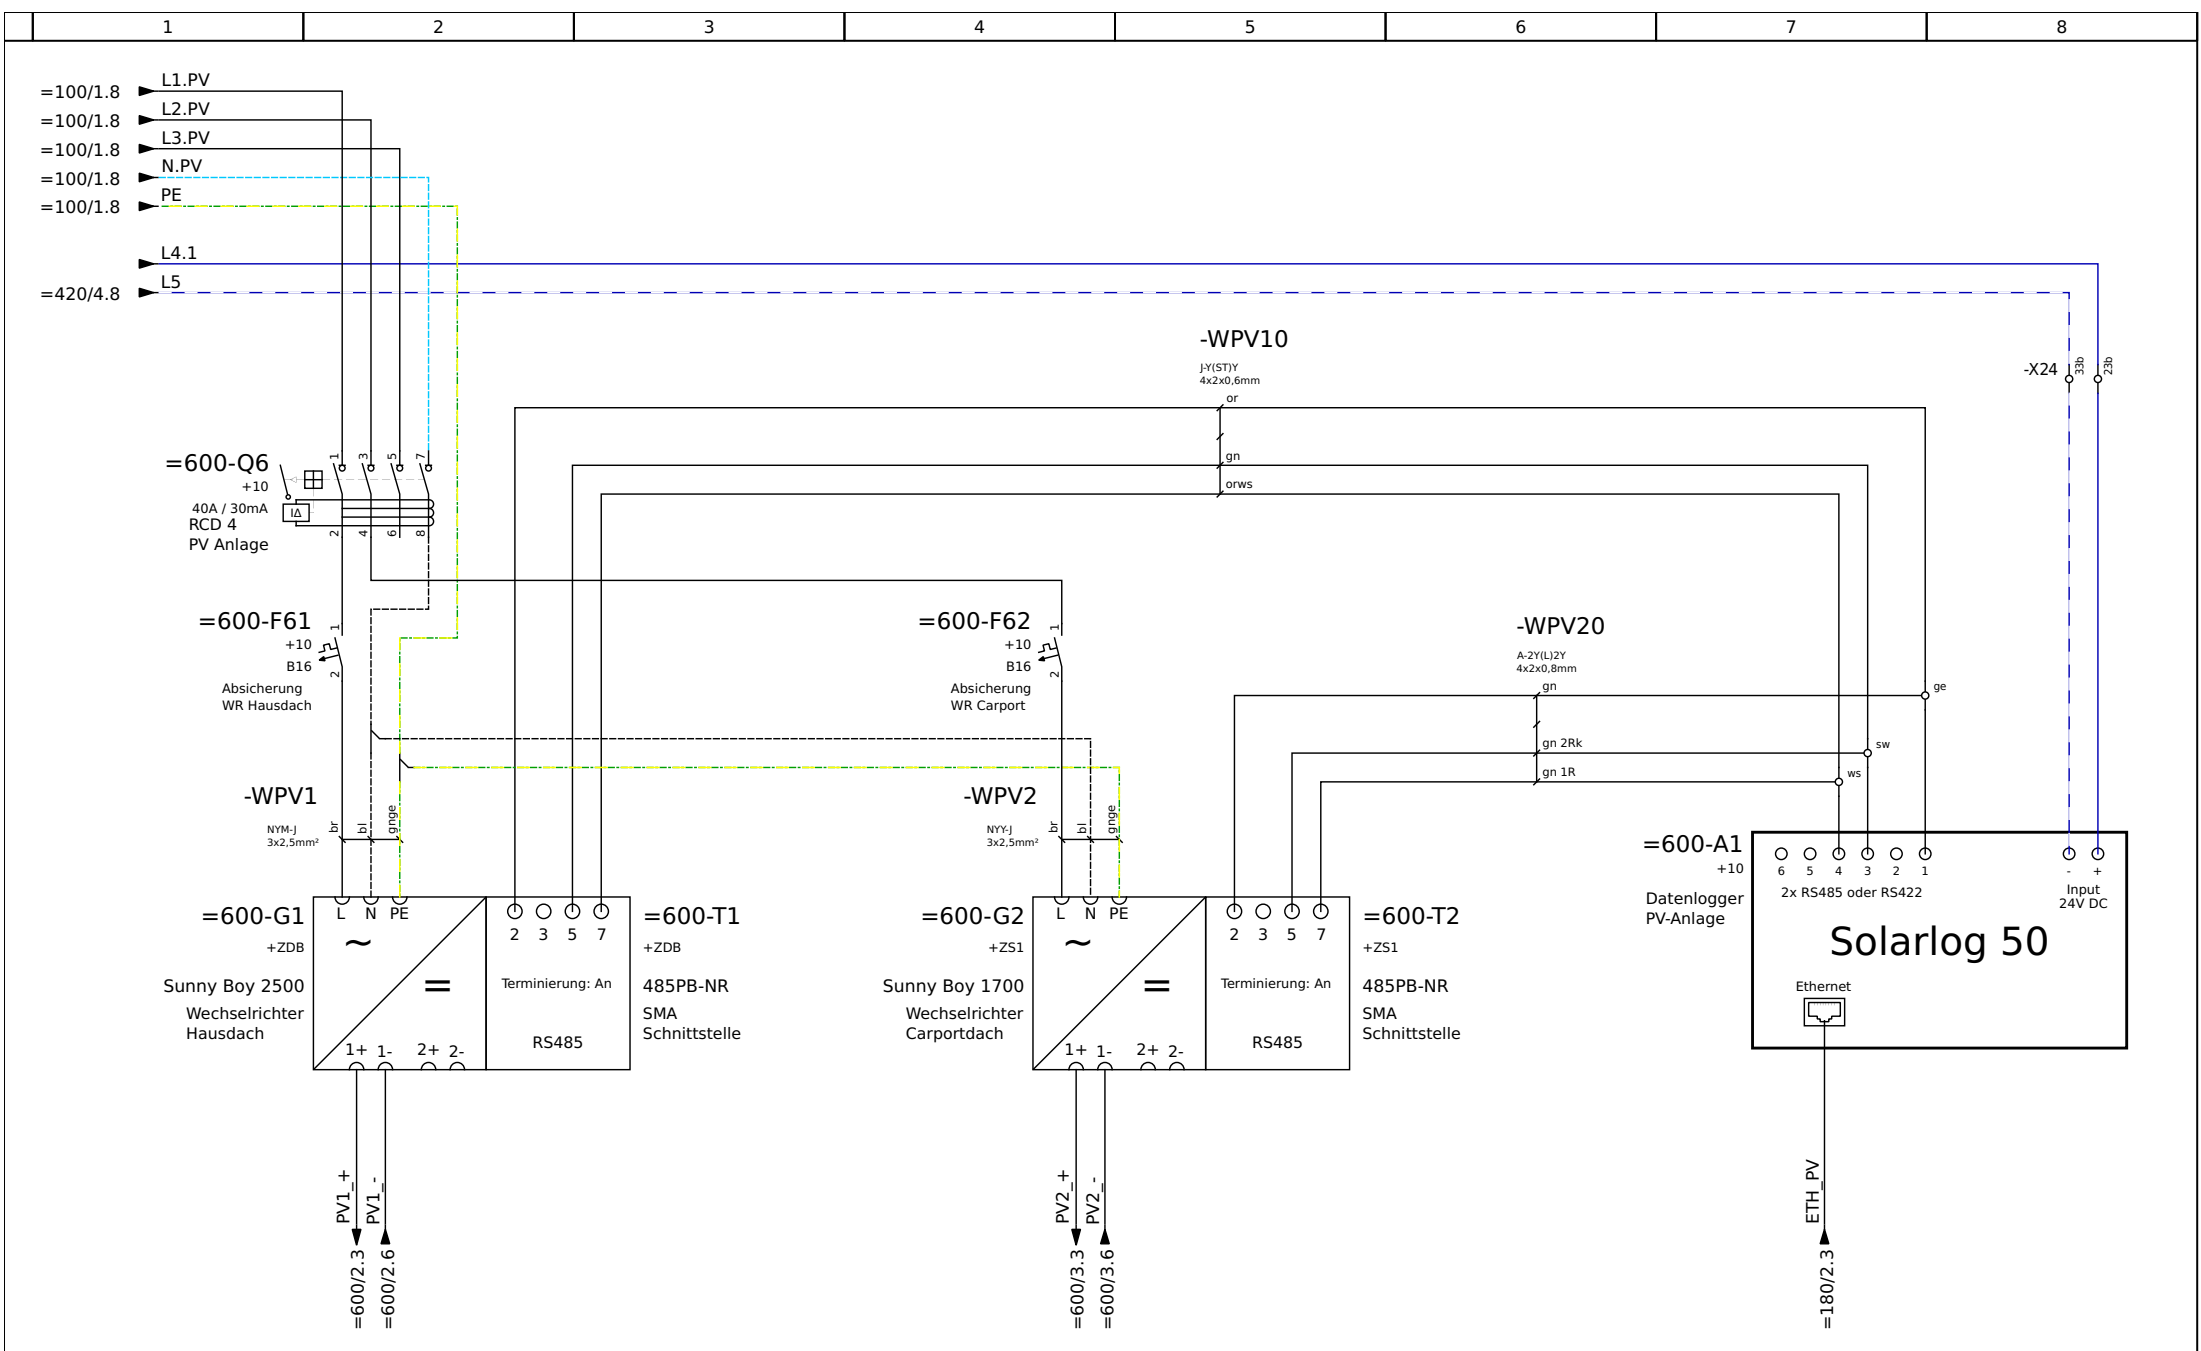 1 2 3 4 5 6 7 8
L1.PV
=100/1.8
L2.PV
=100/1.8
L3.PV
=100/1.8
N.PV
=100/1.8
PE
=100/1.8
L4.1
L5
=420/4.8
-WPV10
J-Y(ST)Y
4x2x0,6mm
or
gn
orws
-X24
33b
23b
=600-Q6
+10
40A / 30mA
RCD 4
PV Anlage
I∆
1 3 5 7
2 4 6 8
=600-F61
+10
B16
Absicherung
WR Hausdach
1
2
=600-F62
+10
B16
Absicherung
WR Carport
1
2
-WPV20
A-2Y(L)2Y
4x2x0,8mm
gn
gn 2Rk
gn 1R
ge
sw
ws
-WPV1
NYM-J
3x2,5mm²
br
bl
gnge
-WPV2
NYY-J
3x2,5mm²
br
bl
gnge
=600-G1
+ZDB
Sunny Boy 2500
Wechselrichter
Hausdach
L N PE
~
=
1+ 1- 2+ 2-
2 3 5 7
Terminierung: An
RS485
=600-T1
+ZDB
485PB-NR
SMA
Schnittstelle
=600-G2
+ZS1
Sunny Boy 1700
Wechselrichter
Carportdach
L N PE
~
=
1+ 1- 2+ 2-
2 3 5 7
Terminierung: An
RS485
=600-T2
+ZS1
485PB-NR
SMA
Schnittstelle
=600-A1
+10
Datenlogger
PV-Anlage
6 5 4 3 2 1
2x RS485 oder RS422
- +
Input
24V DC
Solarlog 50
Ethernet
PV1_+
PV1_-
=600/2.3
=600/2.6
PV2_+
PV2_-
=600/3.3
=600/3.6
ETH_PV
=180/2.3